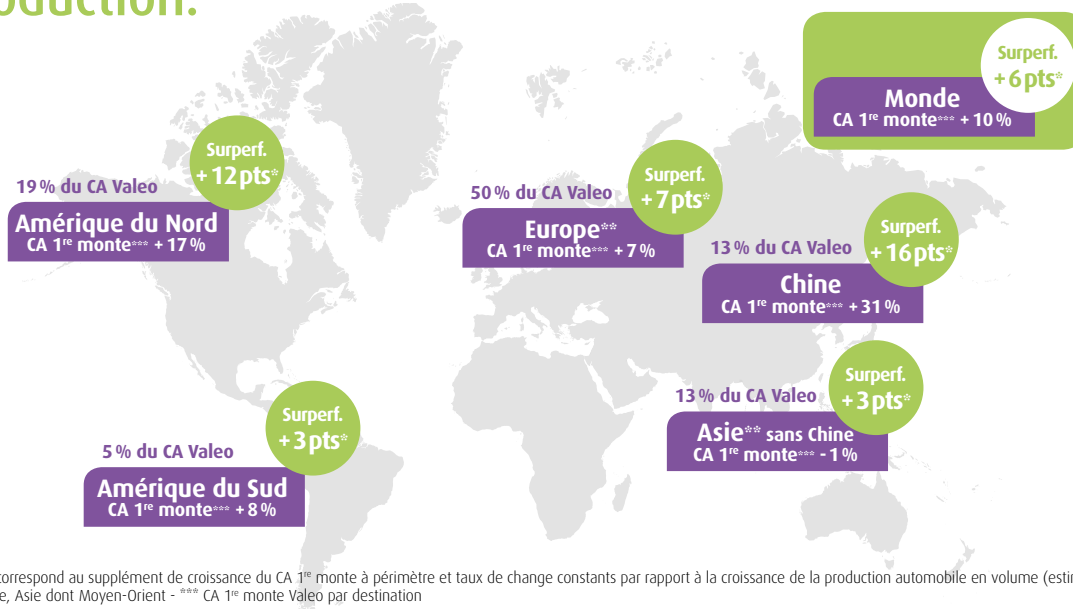 oduction.
Surperf.
+ 6 pts*
Monde
CA 1re monte*** + 10 %
Surperf.
+ 12 pts*
19 % du CA Valeo
Amérique du Nord
CA 1re monte*** + 17 %
Surperf.
+ 7 pts*
50 % du CA Valeo
Europe**
CA 1re monte*** + 7 %
Surperf.
+ 16 pts*
13 % du CA Valeo
Chine
CA 1re monte*** + 31 %
Surperf.
+ 3 pts*
13 % du CA Valeo
Asie** sans Chine
CA 1re monte*** - 1 %
Surperf.
+ 3 pts*
5 % du CA Valeo
Amérique du Sud
CA 1re monte*** + 8 %
correspond au supplément de croissance du CA 1re monte à périmètre et taux de change constants par rapport à la croissance de la production automobile en volume (estim
e, Asie dont Moyen-Orient - *** CA 1re monte Valeo par destination